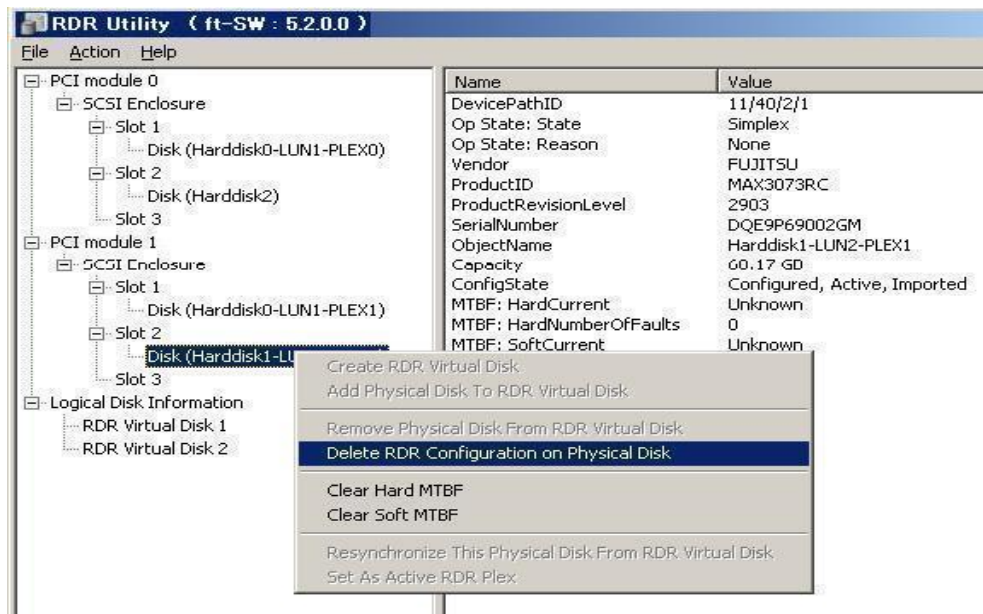 RDR Utility ( ft-SW : 5.2.0.0 )
File Action Help
PCI module 0
SCSI Enclosure
Slot 1
Disk (Harddisk0-LUN1-PLEX0)
Slot 2
Disk (Harddisk2)
Slot 3
PCI module 1
SCSI Enclosure
Slot 1
Disk (Harddisk0-LUN1-PLEX1)
Slot 2
Disk (Harddisk1-LU
Slot 3
Logical Disk Information
RDR Virtual Disk 1
RDR Virtual Disk 2
Name Value
DevicePathID 11/40/2/1
Op State: State Simplex
Op State: Reason None
Vendor FUJITSU
ProductID MAX3073RC
ProductRevisionLevel 2903
SerialNumber DQE9P69002GM
ObjectName Harddisk1-LUN2-PLEX1
Capacity 60.17 GD
ConfigState Configured, Active, Imported
MTBF: HardCurrent Unknown
MTBF: HardNumberOfFaults 0
MTBF: SoftCurrent Unknown
Create RDR Virtual Disk
Add Physical Disk To RDR Virtual Disk
Remove Physical Disk From RDR Virtual Disk
Delete RDR Configuration on Physical Disk
Clear Hard MTBF
Clear Soft MTBF
Resynchronize This Physical Disk From RDR Virtual Disk
Set As Active RDR Plex